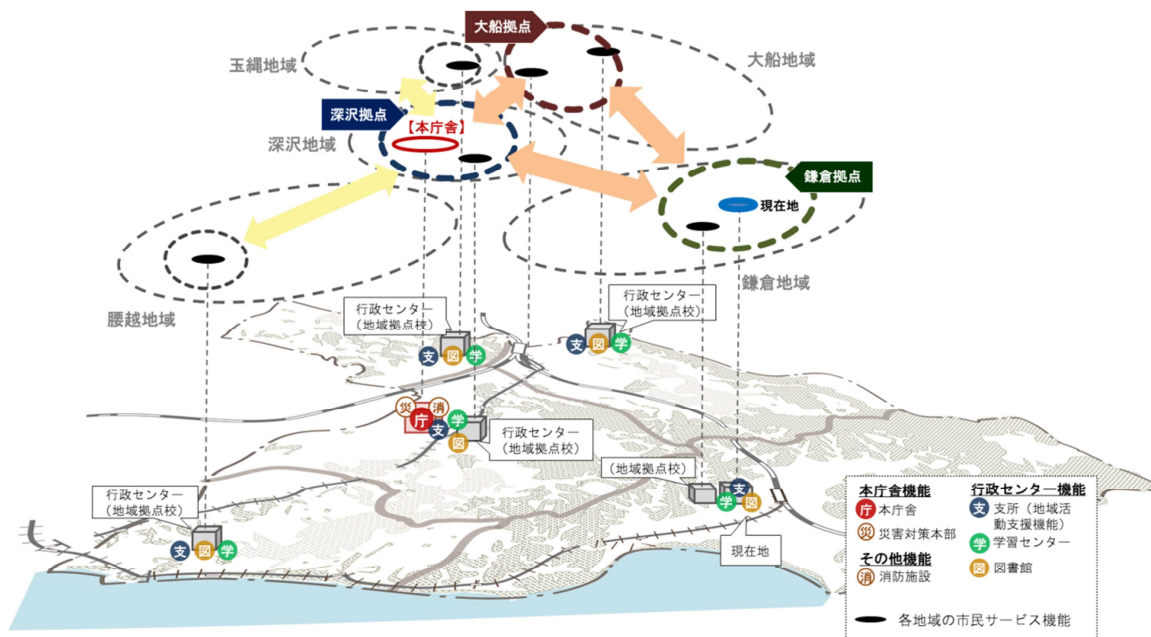 大船拠点
玉縄地域
大船地域
深沢拠点
【本庁舎】
深沢地域
鎌倉拠点
現在地
鎌倉地域
腰越地域
行政センター
（地域拠点校）
支 図 学
行政センター
（地域拠点校）
支 図 学
災 消
庁 支 学
図
行政センター
（地域拠点校）
（地域拠点校）
支
学 図
現在地
行政センター
（地域拠点校）
支 図 学
本庁舎機能
庁 本庁舎
災 災害対策本部
その他機能
消 消防施設
行政センター機能
支 支所（地域活
動支援機能）
学 学習センター
図 図書館
各地域の市民サービス機能